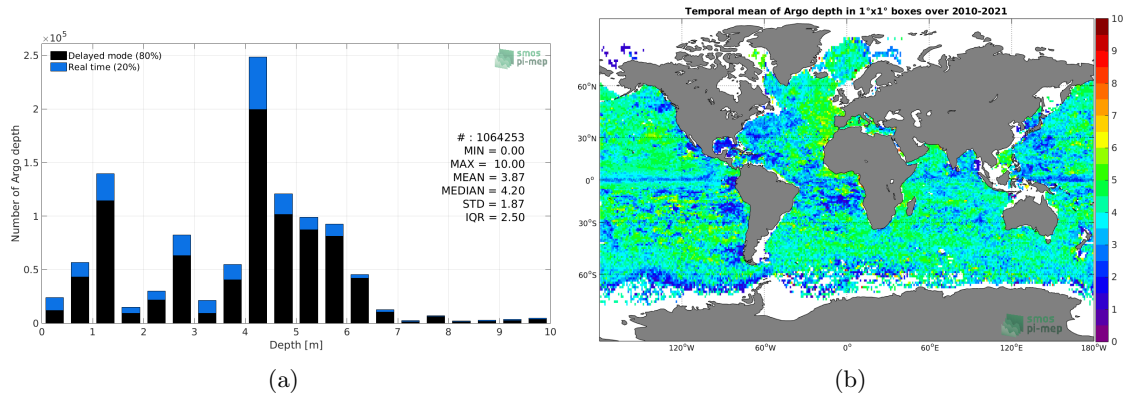 ×10⁵
Delayed mode (80%)
Real time (20%)
smos
pi-mep
# : 1064253
MIN = 0.00
MAX = 10.00
MEAN = 3.87
MEDIAN = 4.20
STD = 1.87
IQR = 2.50
Number of Argo depth
2.5
2
1.5
1
0.5
0
0 1 2 3 4 5 6 7 8 9 10
Depth [m]
(a)
Temporal mean of Argo depth in 1°x1° boxes over 2010-2021
60°N
30°N
0°
30°S
60°S
120°W 60°W 0° 60°E 120°E 180°W
10
9
8
7
6
5
4
3
2
1
0
smos
pi-mep
(b)